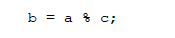 b = a % c;